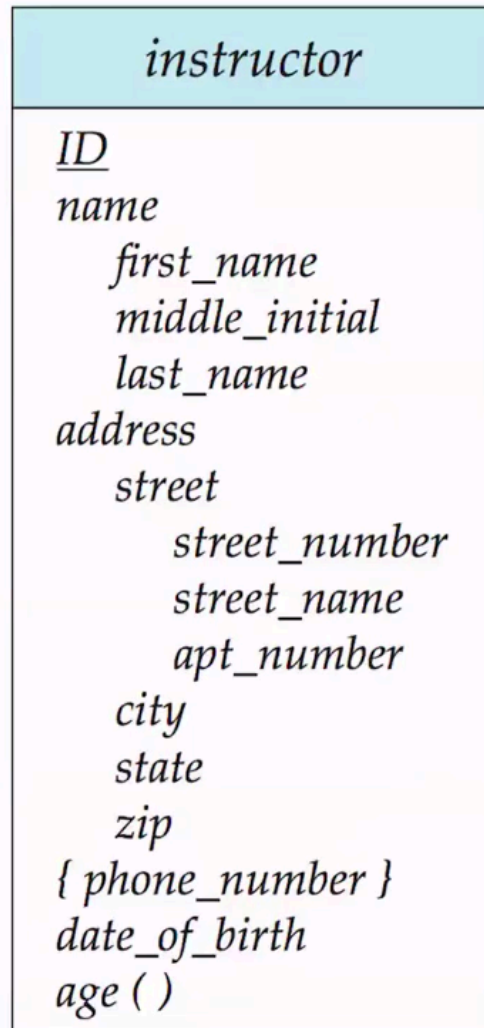 instructor
ID
name
first_name
middle_initial
last_name
address
street
street_number
street_name
apt_number
city
state
zip
{ phone_number }
date_of_birth
age ( )